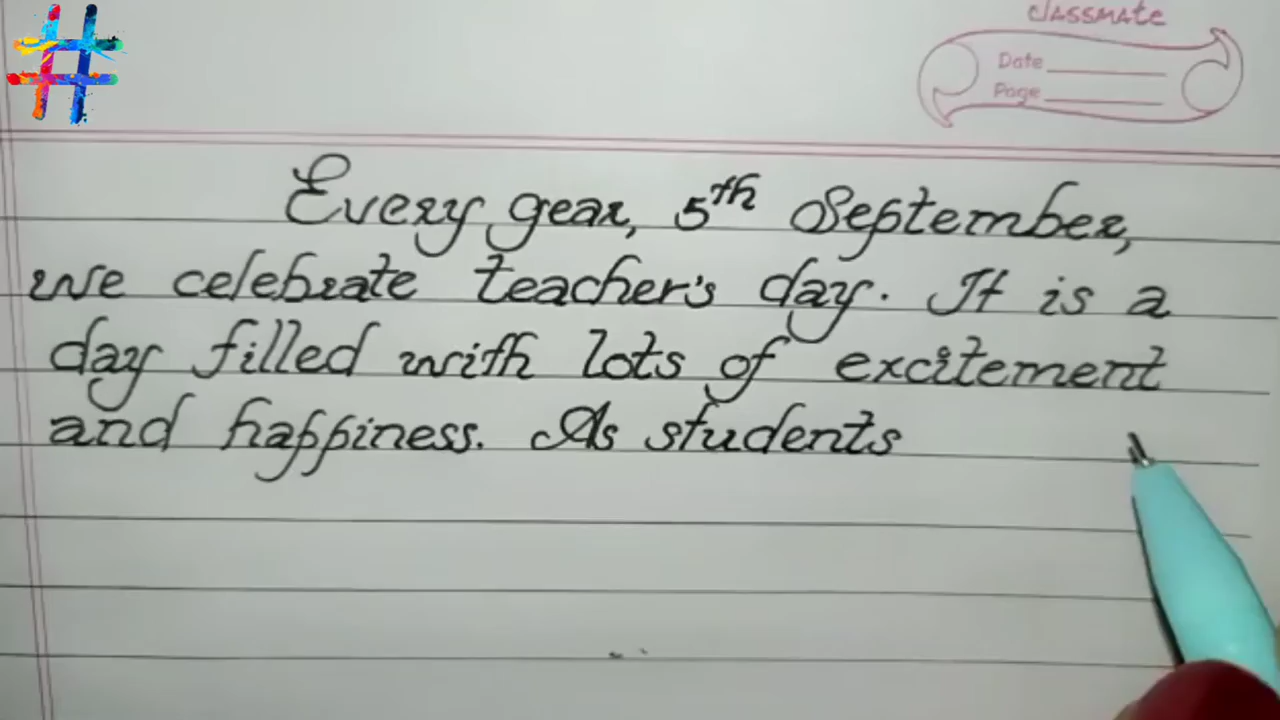 classmate
Date
Page
Every year, 5th September,
we celebrate teacher's day. It is a
day filled with lots of excitement
and happiness. As students